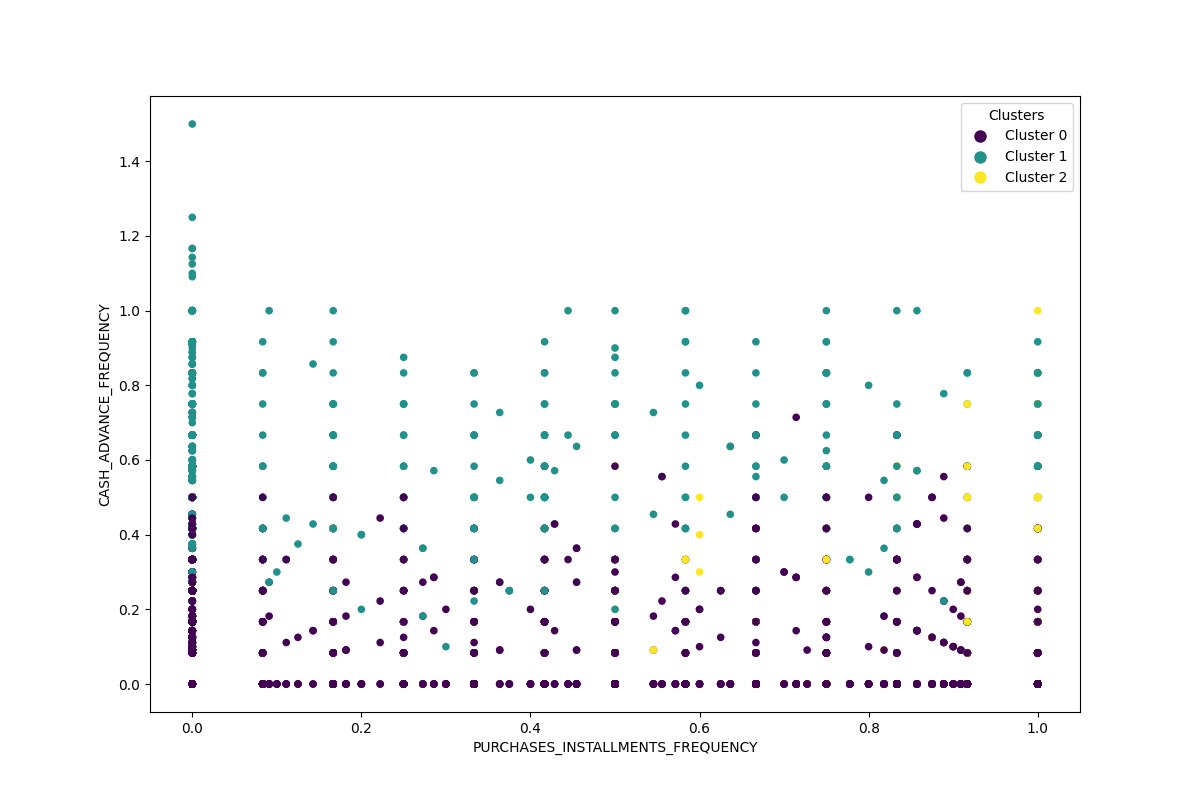 Clusters
Cluster 0
Cluster 1
Cluster 2
CASH_ADVANCE_FREQUENCY
1.4
1.2
1.0
0.8
0.6
0.4
0.2
0.0
0.0 0.2 0.4 0.6 0.8 1.0
PURCHASES_INSTALLMENTS_FREQUENCY